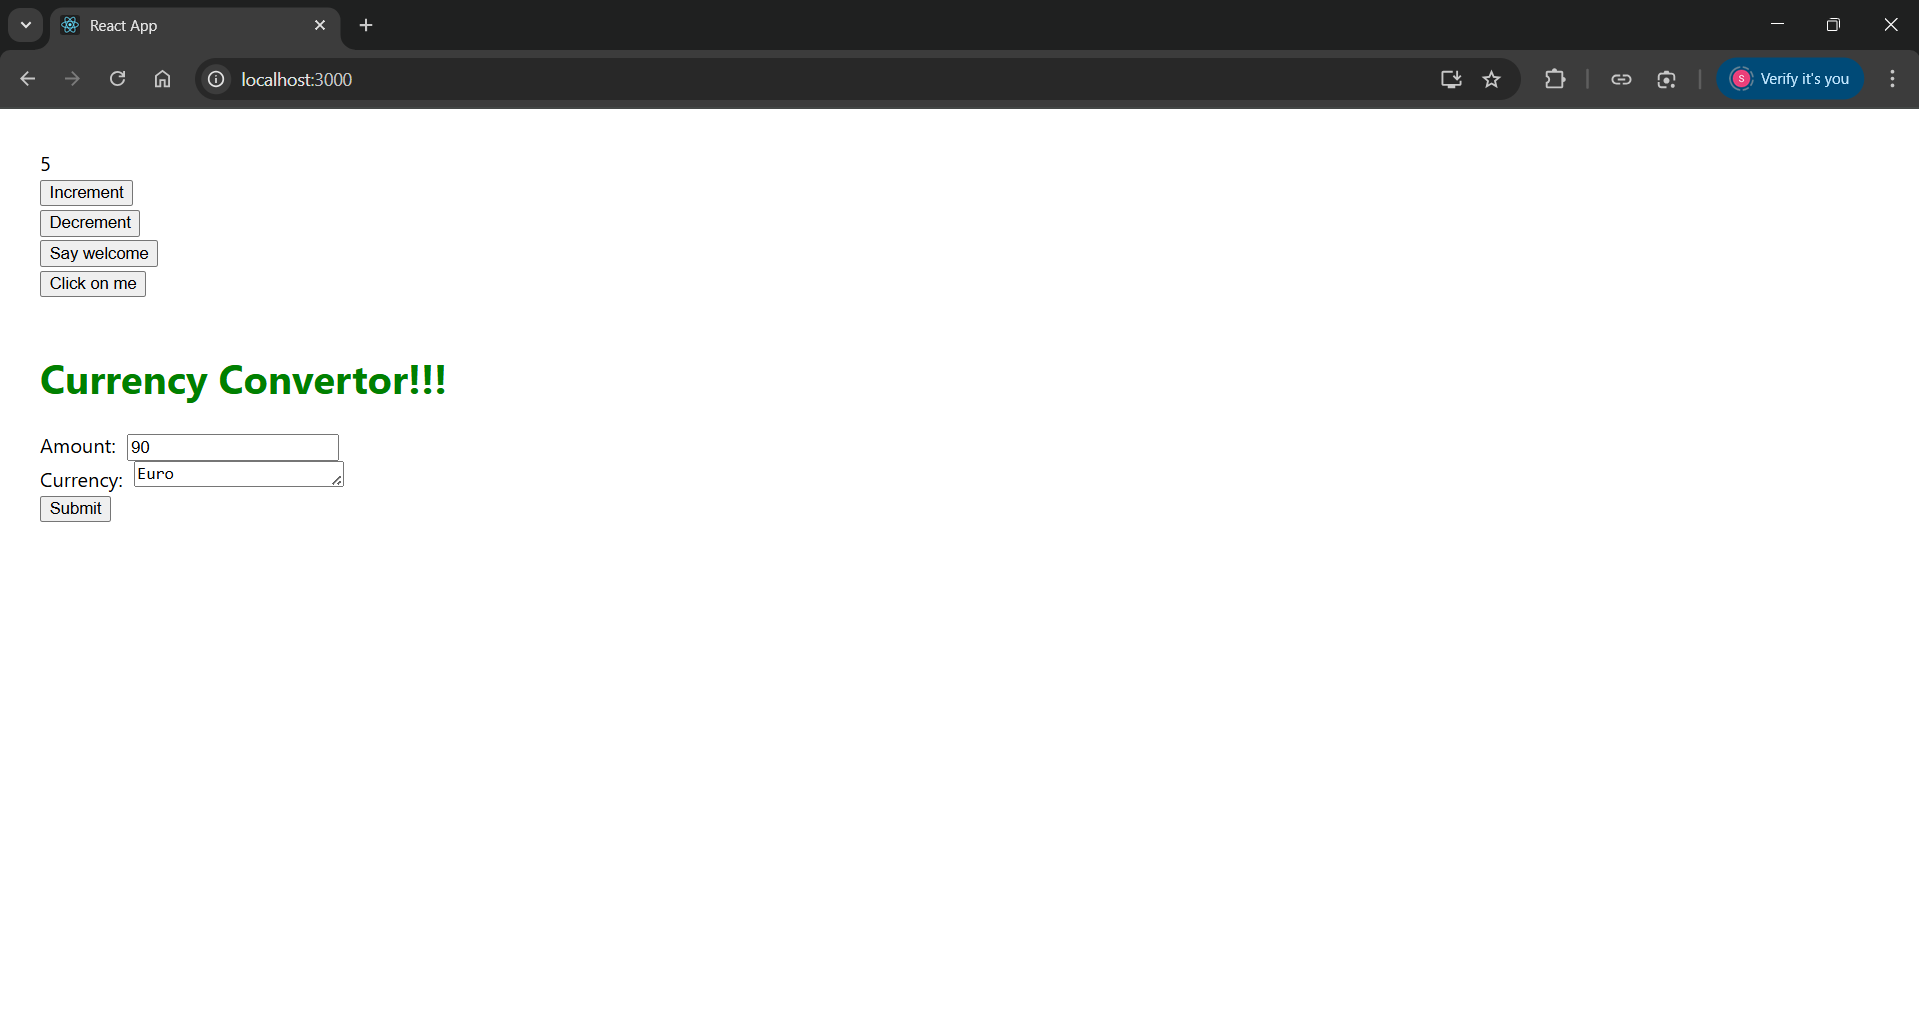 React App
localhost:3000
S Verify it's you
5
Increment
Decrement
Say welcome
Click on me
Currency Convertor!!!
Amount: 90
Currency: Euro
Submit